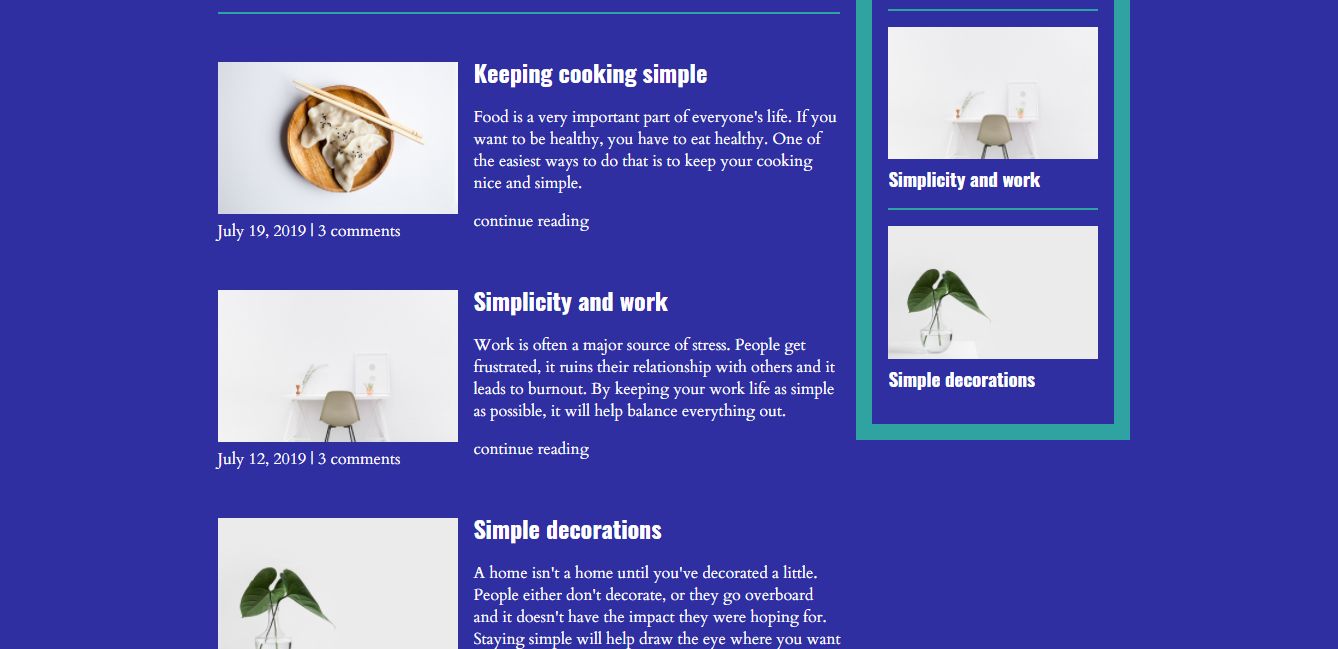 Keeping cooking simple
Food is a very important part of everyone's life. If you
want to be healthy, you have to eat healthy. One of
the easiest ways to do that is to keep your cooking
nice and simple.
continue reading
July 19, 2019 | 3 comments
Simplicity and work
Work is often a major source of stress. People get
frustrated, it ruins their relationship with others and it
leads to burnout. By keeping your work life as simple
as possible, it will help balance everything out.
continue reading
July 12, 2019 | 3 comments
Simple decorations
A home isn't a home until you've decorated a little.
People either don't decorate, or they go overboard
and it doesn't have the impact they were hoping for.
Staying simple will help draw the eye where you want
Simplicity and work
Simple decorations